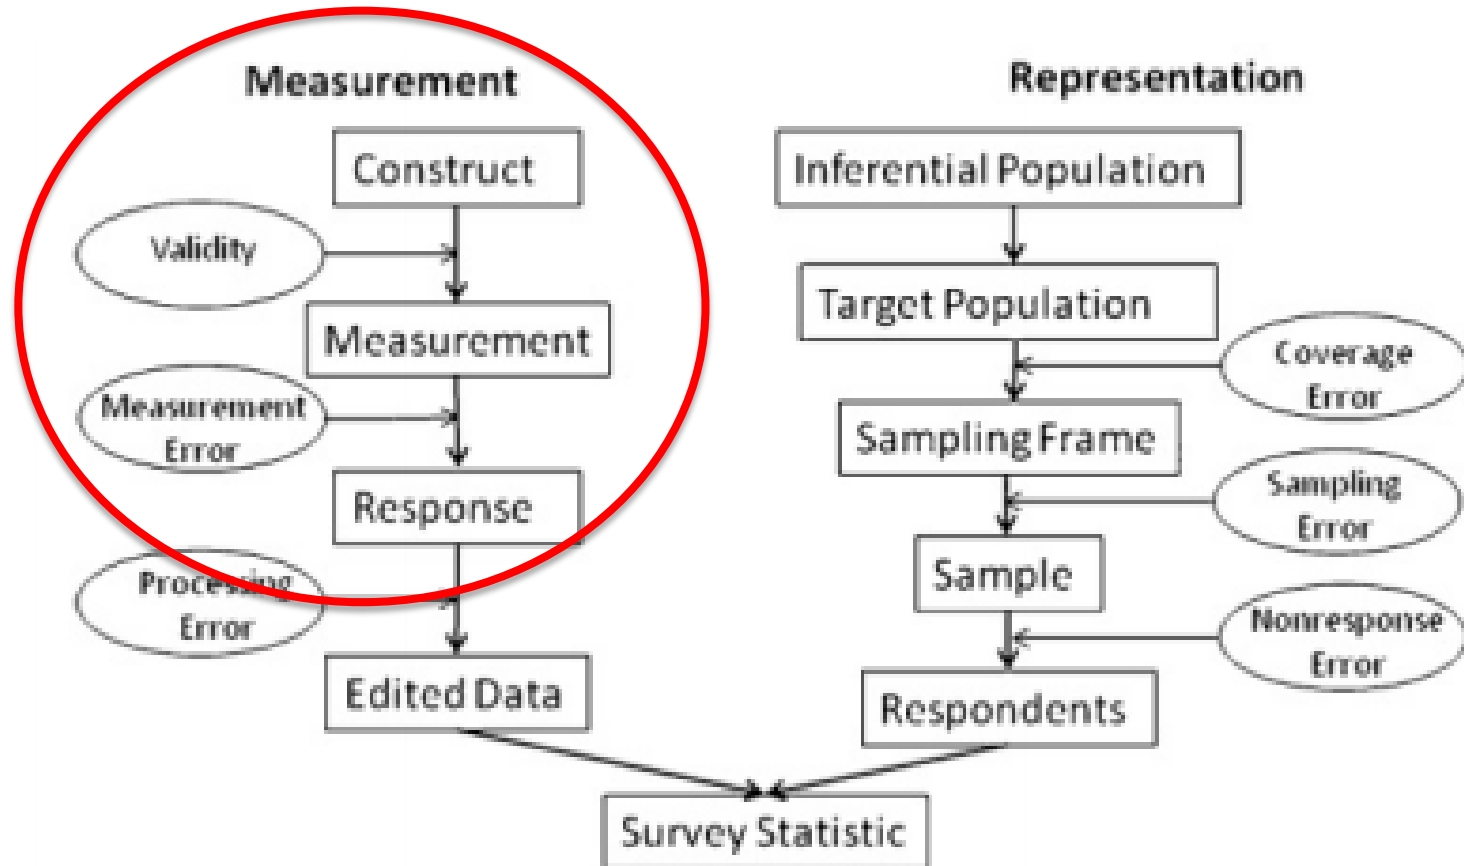 Measurement
Construct
Validity
Measurement
Measurement
Error
Response
Processing
Error
Edited Data
Representation
Inferential Population
Target Population
Coverage
Error
Sampling Frame
Sampling
Error
Sample
Nonresponse
Error
Respondents
Survey Statistic